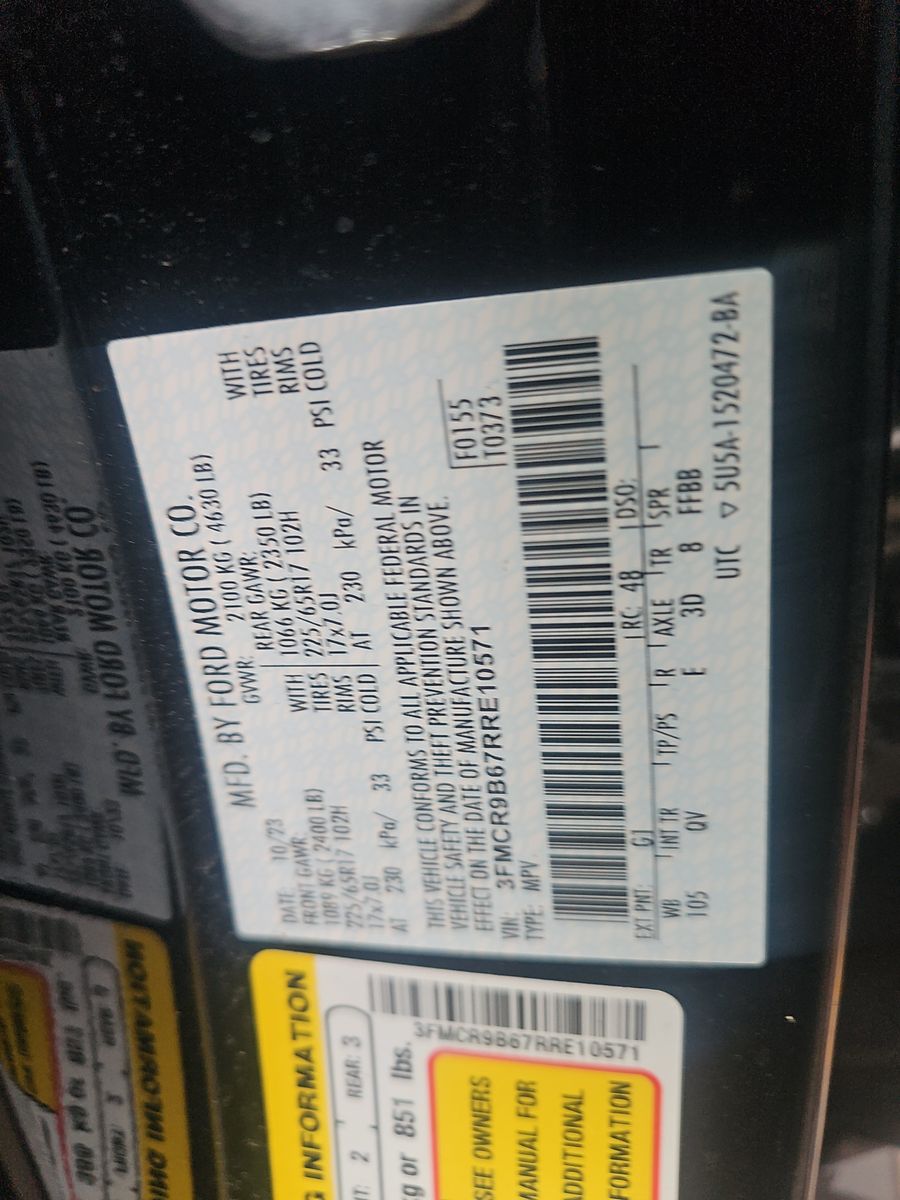 MFD. BY FORD MOTOR CO.
DATE: 10/23 GVWR: 2100 KG ( 4630 LB)
FRONT GAWR: REAR GAWR: WITH
1089 KG ( 2400 LB) WITH 1066 KG ( 2350 LB) TIRES
225/65R17 102H TIRES 225/65R17 102H RIMS
17x7.0J RIMS 17x7.0J
AT 230 kPa/ 33 PSI COLD AT 230 kPa/ 33 PSI COLD
THIS VEHICLE CONFORMS TO ALL APPLICABLE FEDERAL MOTOR
VEHICLE SAFETY AND THEFT PREVENTION STANDARDS IN
EFFECT ON THE DATE OF MANUFACTURE SHOWN ABOVE.
VIN: 3FMCR9B67RRE10571 F0155
TYPE: MPV T0373
EXT PNT: G1 RC: 48 DSO:
WB INT TR TP/PS R AXLE TR SPR
105 QV E 3D 8 FFBB
UTC ▽ 5U5A-1520472-BA
G INFORMATION
T: 2 REAR: 3
kg or 851 lbs.
3FMCR9B67RRE10571
SEE OWNERS
MANUAL FOR
ADDITIONAL
FORMATION